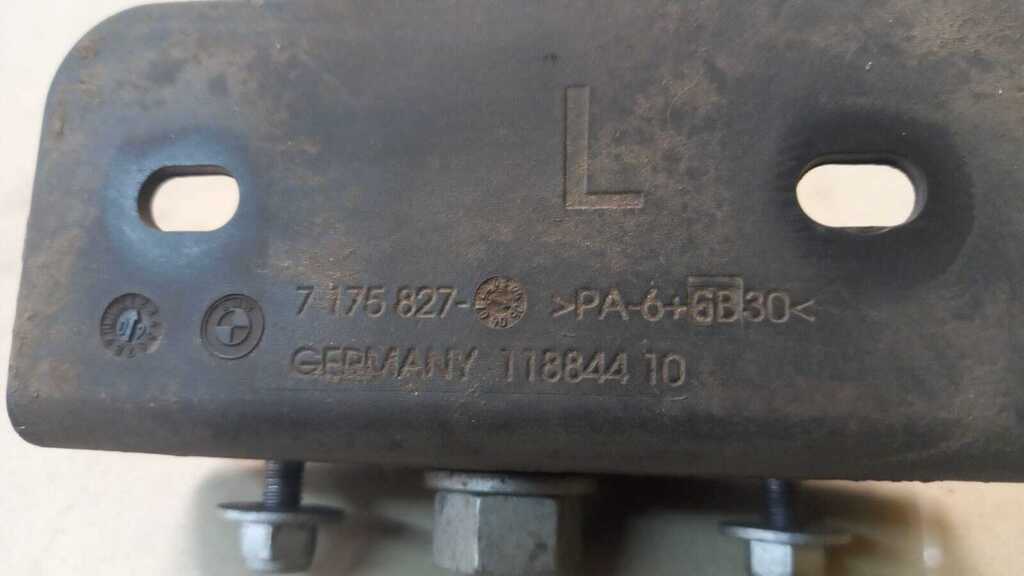 L
7 175 827- >PA-6+GB30<
GERMANY 118844 10